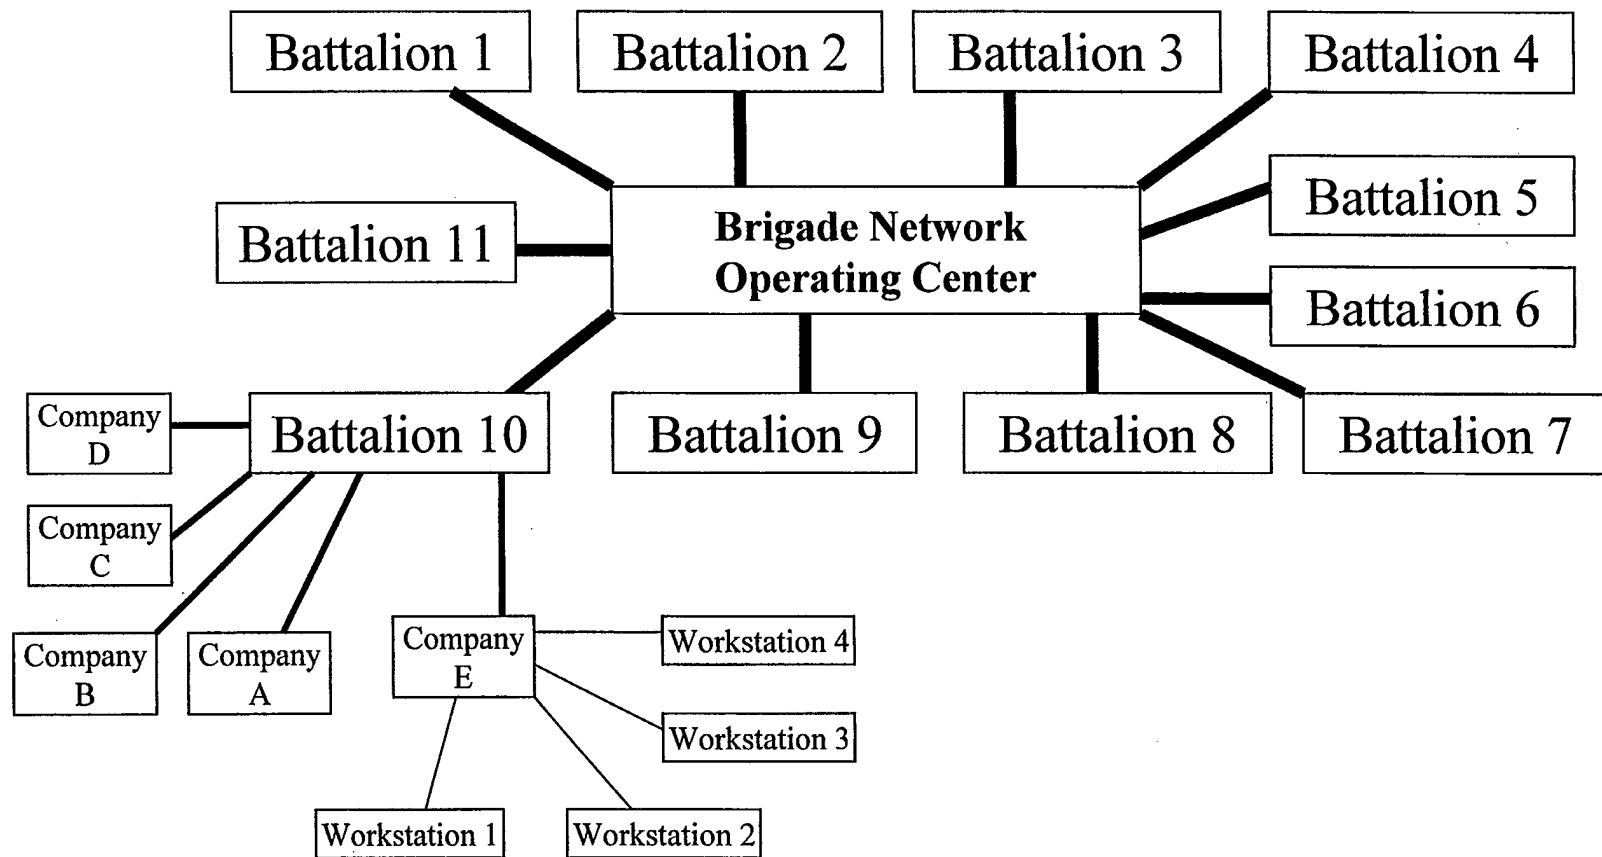 Battalion 1
Battalion 2
Battalion 3
Battalion 4
Battalion 5
Brigade Network
Operating Center
Battalion 11
Battalion 6
Company
D
Battalion 10
Battalion 9
Battalion 8
Battalion 7
Company
C
Company
B
Company
A
Company
E
Workstation 4
Workstation 3
Workstation 1
Workstation 2